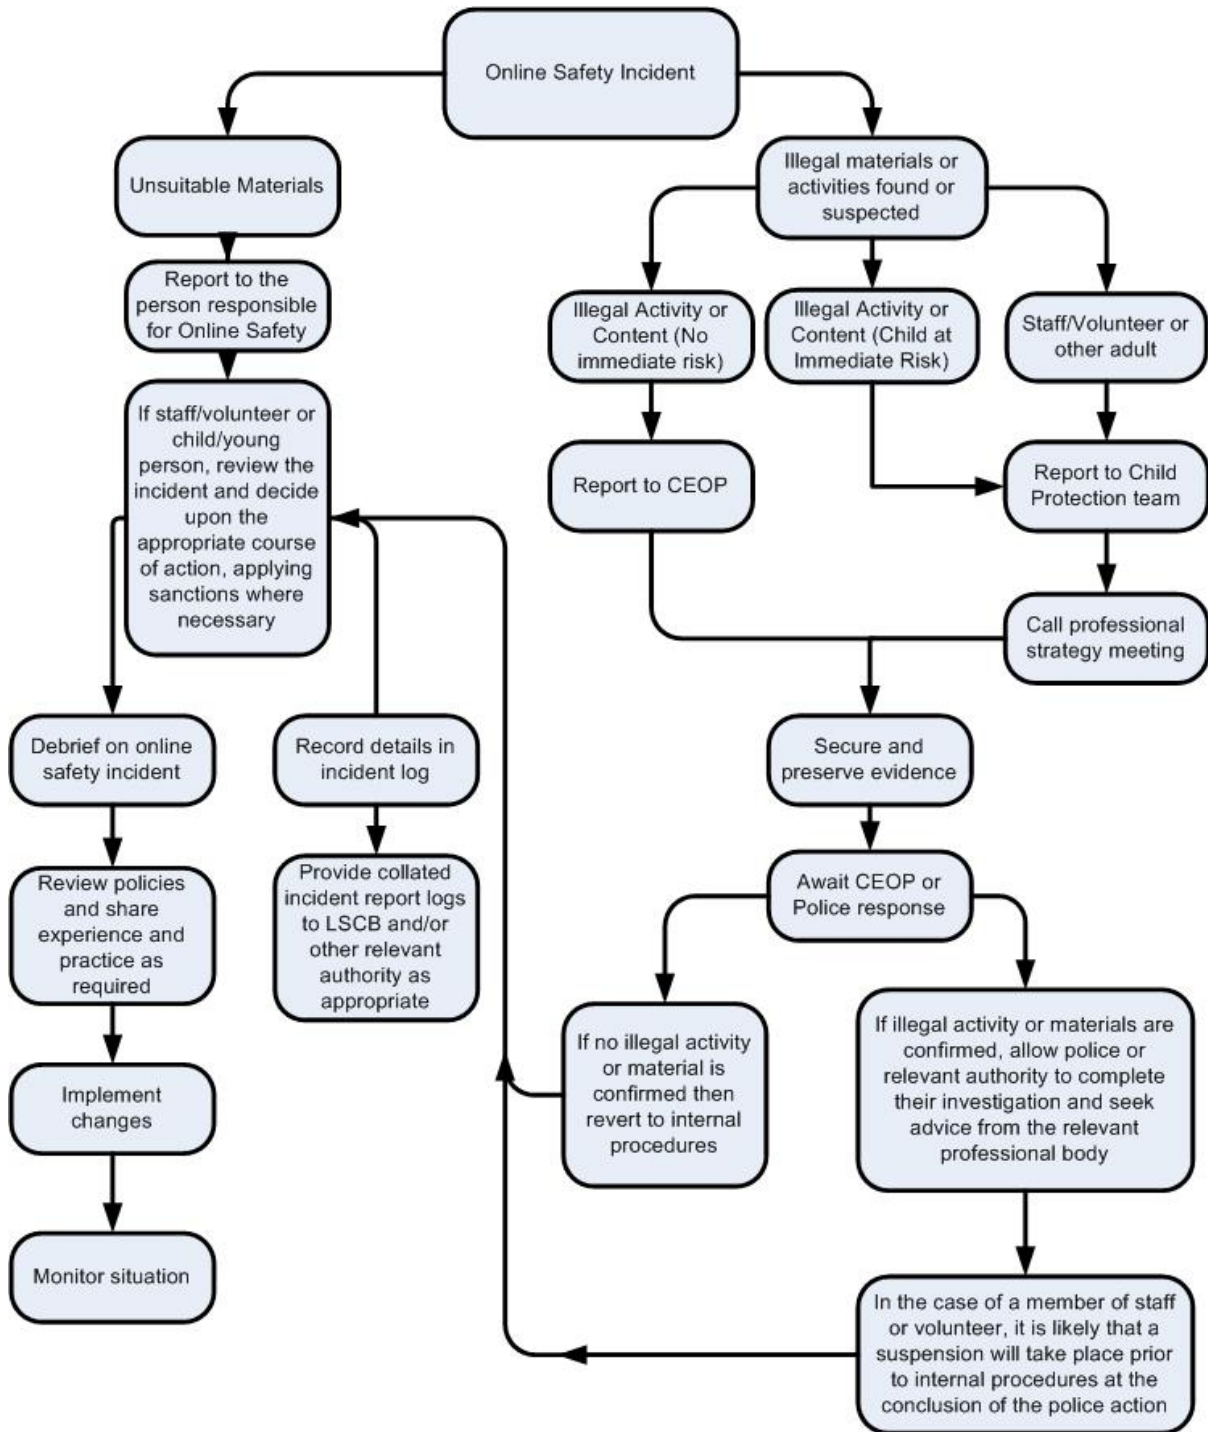 Online Safety Incident
Unsuitable Materials
Report to the
person responsible
for Online Safety
If staff/volunteer or
child/young
person, review the
incident and decide
upon the
appropriate course
of action, applying
sanctions where
necessary
Debrief on online
safety incident
Review policies
and share
experience and
practice as
required
Implement
changes
Monitor situation
Record details in
incident log
Provide collated
incident report logs
to LSCB and/or
other relevant
authority as
appropriate
Illegal materials or
activities found or
suspected
Illegal Activity or
Content (No
immediate risk)
Illegal Activity or
Content (Child at
Immediate Risk)
Staff/Volunteer or
other adult
Report to CEOP
Report to Child
Protection team
Call professional
strategy meeting
Secure and
preserve evidence
Await CEOP or
Police response
If no illegal activity
or material is
confirmed then
revert to internal
procedures
If illegal activity or materials are
confirmed, allow police or
relevant authority to complete
their investigation and seek
advice from the relevant
professional body
In the case of a member of staff
or volunteer, it is likely that a
suspension will take place prior
to internal procedures at the
conclusion of the police action